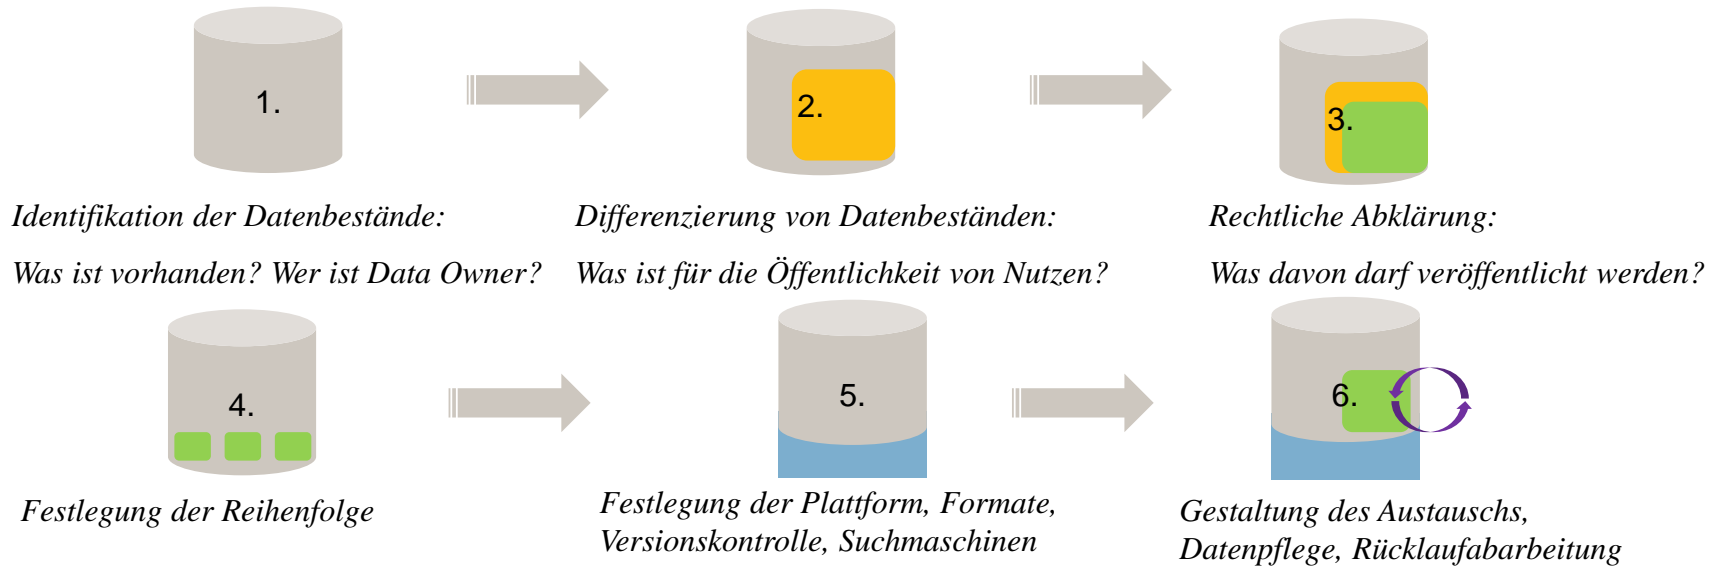 1.
2.
3.
Identifikation der Datenbestände:
Was ist vorhanden? Wer ist Data Owner?
Differenzierung von Datenbeständen:
Was ist für die Öffentlichkeit von Nutzen?
Rechtliche Abklärung:
Was davon darf veröffentlicht werden?
4.
5.
6.
Festlegung der Reihenfolge
Festlegung der Plattform, Formate,
Versionskontrolle, Suchmaschinen
Gestaltung des Austauschs,
Datenpflege, Rücklaufabarbeitung